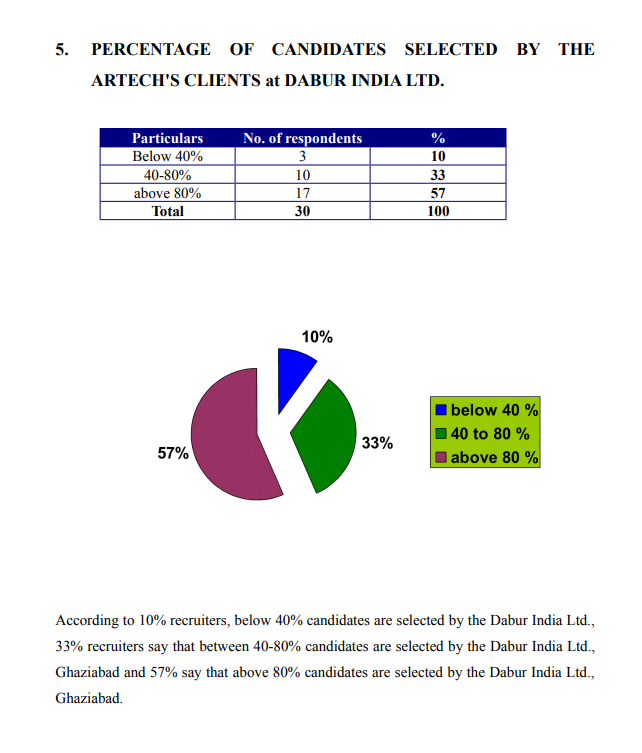 5. PERCENTAGE OF CANDIDATES SELECTED BY THE
ARTECH'S CLIENTS at DABUR INDIA LTD.
Particulars No. of respondents %
Below 40% 3 10
40-80% 10 33
above 80% 17 57
Total 30 100
10%
33%
57%
below 40 %
40 to 80 %
above 80 %
According to 10% recruiters, below 40% candidates are selected by the Dabur India Ltd.,
33% recruiters say that between 40-80% candidates are selected by the Dabur India Ltd.,
Ghaziabad and 57% say that above 80% candidates are selected by the Dabur India Ltd.,
Ghaziabad.